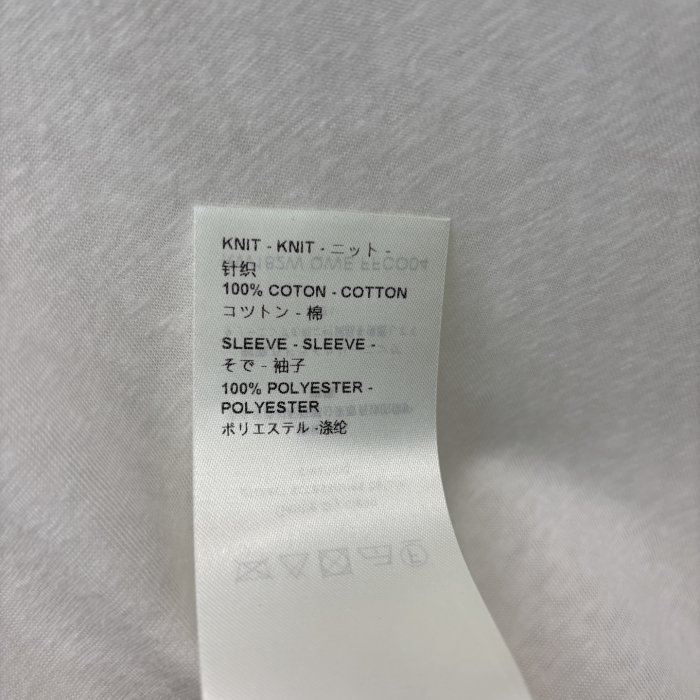 KNIT - KNIT - ニット -
针织
100% COTON - COTTON
コツトン - 棉
SLEEVE - SLEEVE -
そで - 袖子
100% POLYESTER -
POLYESTER
ポリエステル -涤纶